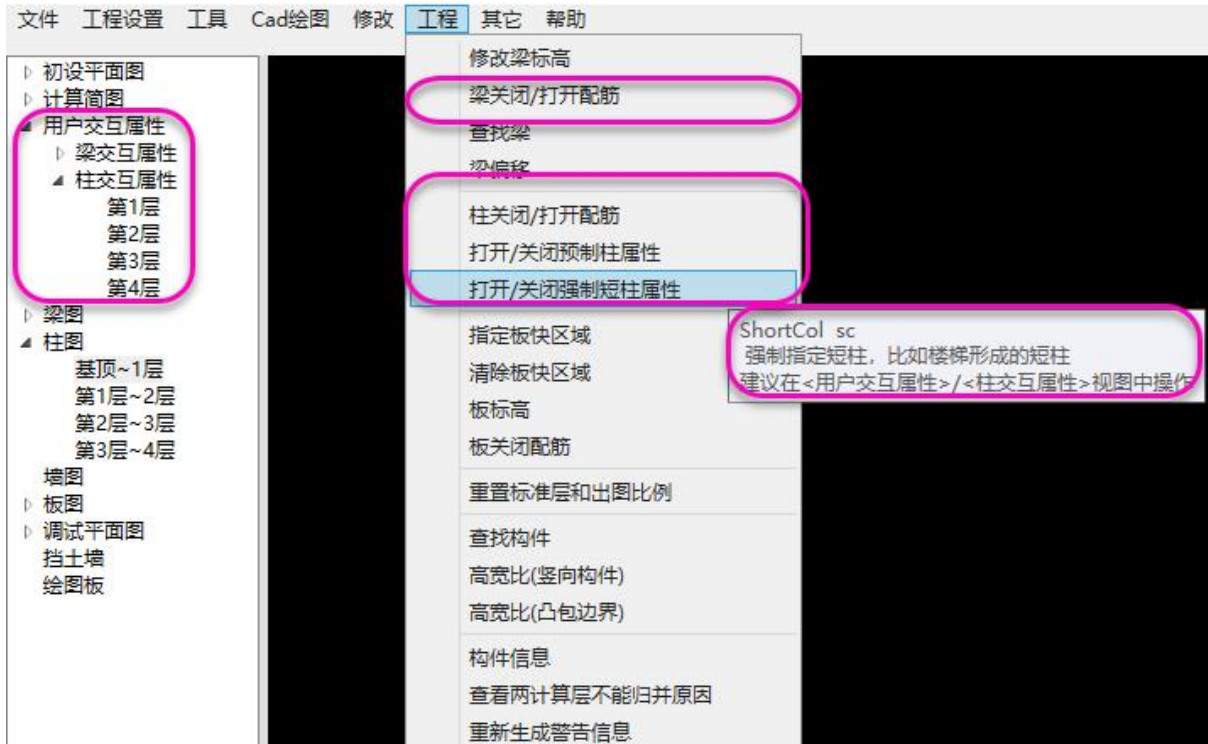 文件 工程设置 工具 Cad绘图 修改 工程 其它 帮助
初设平面图
计算简图
用户交互属性
梁交互属性
柱交互属性
第1层
第2层
第3层
第4层
梁图
柱图
基顶~1层
第1层~2层
第2层~3层
第3层~4层
墙图
板图
调试平面图
挡土墙
绘图板
修改梁标高
梁关闭/打开配筋
查找梁
梁偏移
柱关闭/打开配筋
打开/关闭预制柱属性
打开/关闭强制短柱属性
指定板快区域
清除板快区域
板标高
板关闭配筋
重置标准层和出图比例
查找构件
高宽比(竖向构件)
高宽比(凸包边界)
构件信息
查看两计算层不能归并原因
重新生成警告信息
ShortCol sc
强制指定短柱，比如楼梯形成的短柱
建议在<用户交互属性>/<柱交互属性>视图中操作